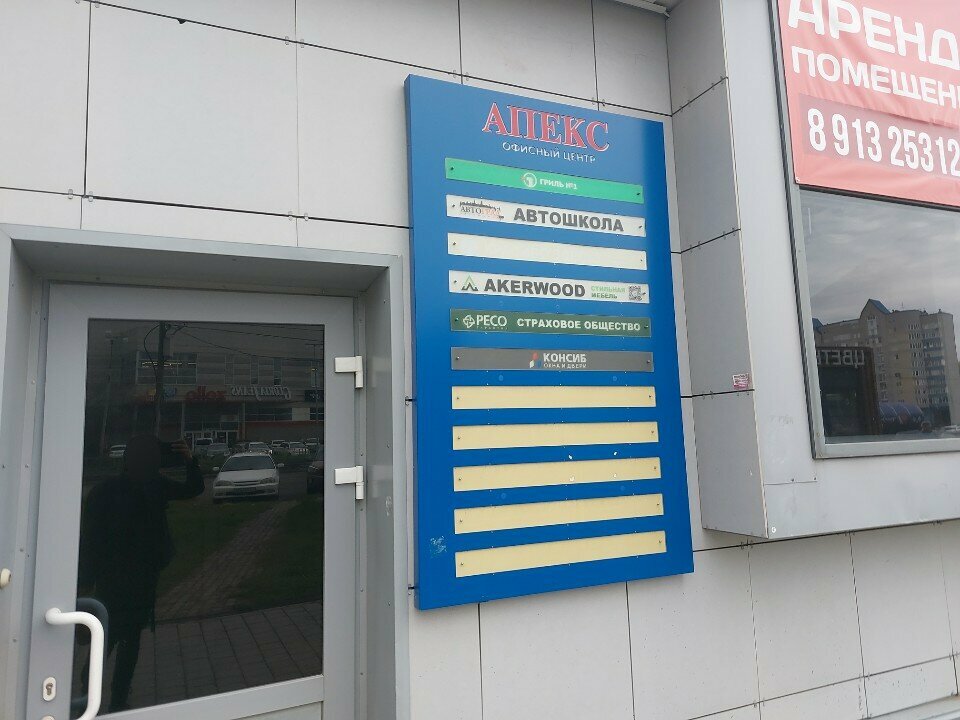 АПЕКС
ОФИСНЫЙ ЦЕНТР
ГРИЛЬ №1
АВТОШКОЛА
AKERWOOD
СТИЛЬНАЯ
МЕБЕЛЬ
РЕСО
СТРАХОВОЕ ОБЩЕСТВО
КОНСИБ
ОКНА И ДВЕРИ
АРЕНД
ПОМЕЩЕН
8 913 25312
ЦВЕТ